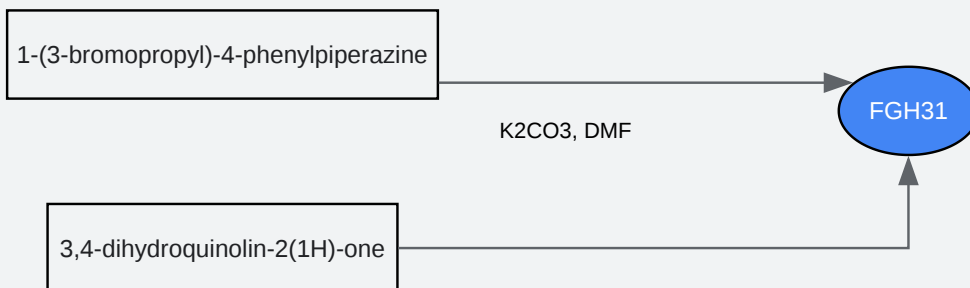 1-(3-bromopropyl)-4-phenylpiperazine
FGH31
K2CO3, DMF
3,4-dihydroquinolin-2(1H)-one